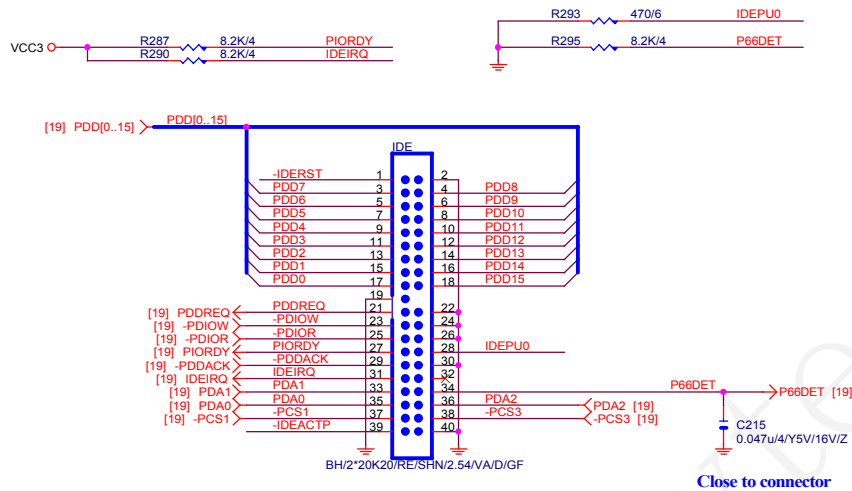 R293 470/6 IDEPU0
VCC3 R287 8.2K/4 PIORDY
R290 8.2K/4 IDEIRQ
R295 8.2K/4 P66DET
[19] PDD[0..15] PDD[0..15]
IDE
-IDERST 1 2
PDD7 3 4 PDD8
PDD6 5 6 PDD9
PDD5 7 8 PDD10
PDD4 9 10 PDD11
PDD3 11 12 PDD12
PDD2 13 14 PDD13
PDD1 15 16 PDD14
PDD0 17 18 PDD15
19
[19] PDDREQ PDDREQ 21 22
[19] -PDIOW -PDIOW 23 24
[19] -PDIOR -PDIOR 25 26
[19] PIORDY PIORDY 27 28 IDEPU0
[19] -PDDACK -PDDACK 29 30
[19] IDEIRQ IDEIRQ 31 32
[19] PDA1 PDA1 33 34 P66DET P66DET [19]
[19] PDA0 PDA0 35 36 PDA2 PDA2 [19]
[19] -PCS1 -PCS1 37 38 -PCS3 -PCS3 [19]
-IDEACTP 39 40
C215
0.047u/4/Y5V/16V/Z
BH/2*20K20/RE/SHN/2.54/VA/D/GF
Close to connector